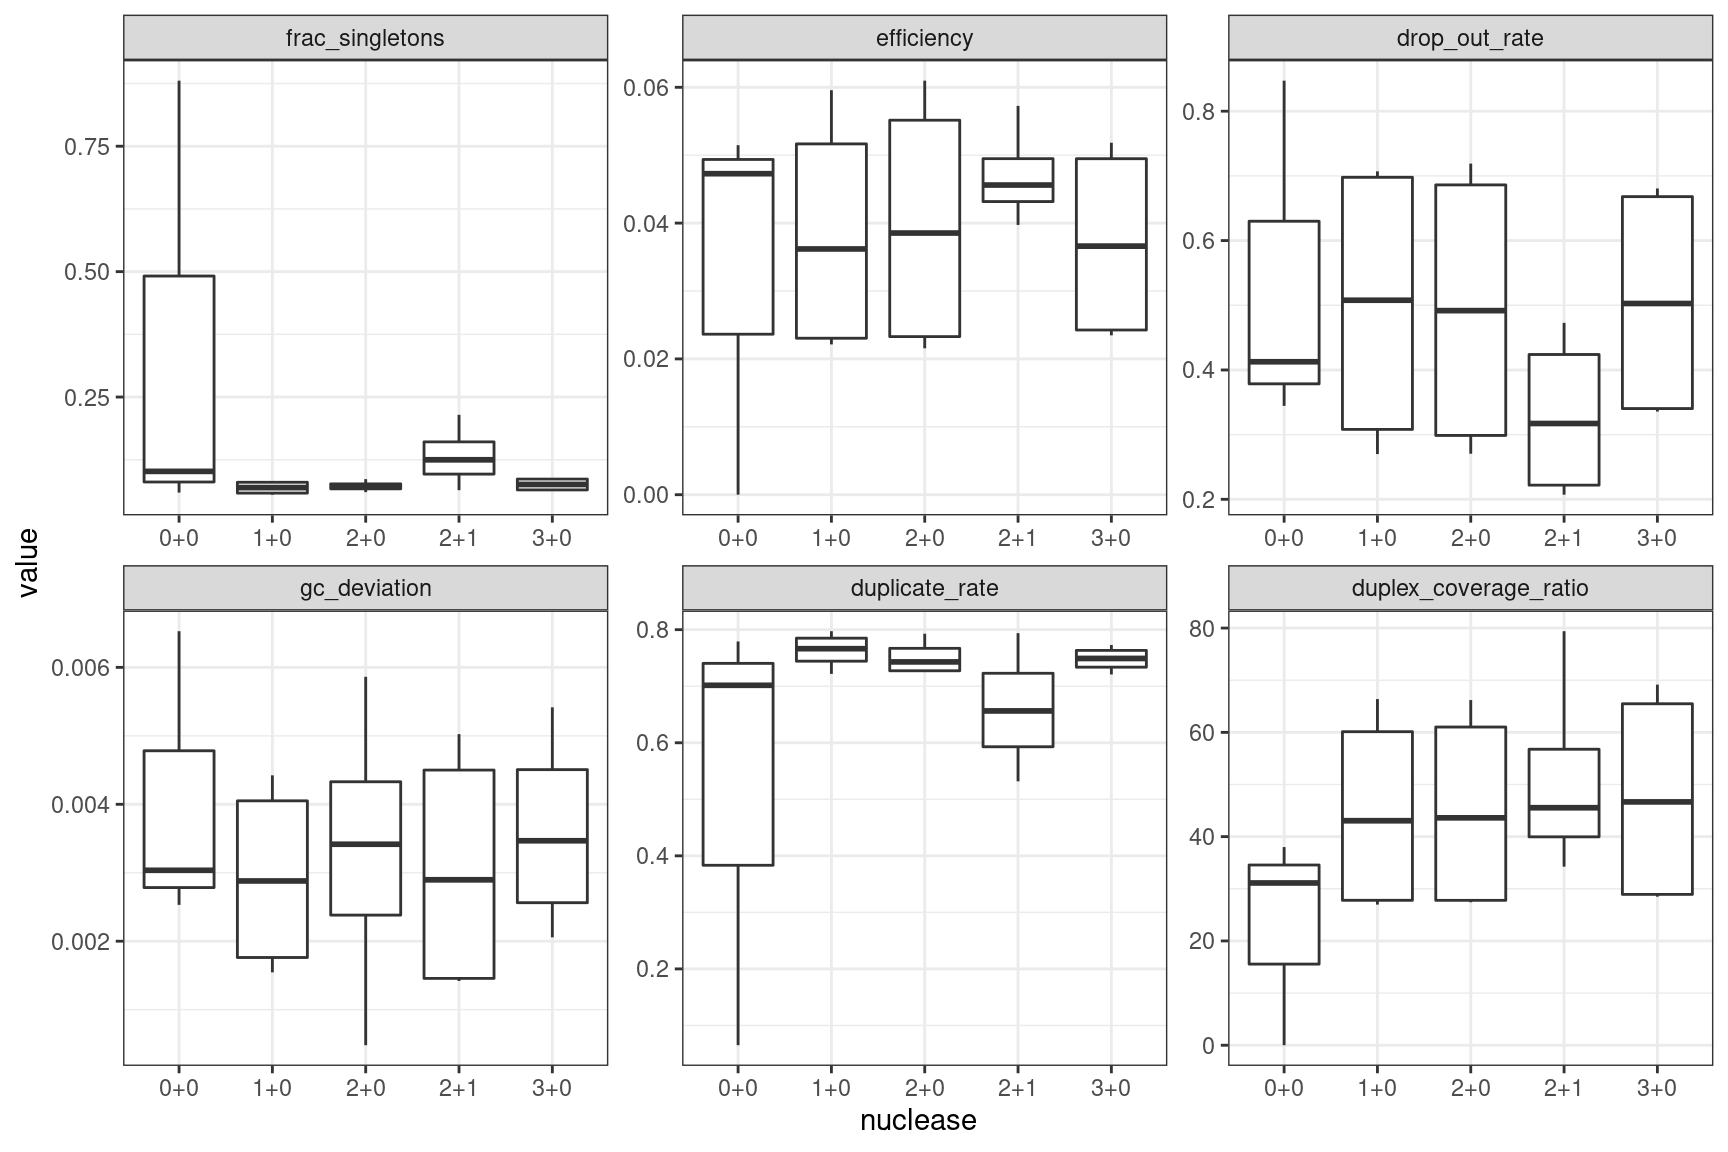 frac_singletons
efficiency
drop_out_rate
0.75
0.50
0.25
0.06
0.04
0.02
0.00
0.8
0.6
0.4
0.2
0+0 1+0 2+0 2+1 3+0
0+0 1+0 2+0 2+1 3+0
0+0 1+0 2+0 2+1 3+0
value
gc_deviation
duplicate_rate
duplex_coverage_ratio
0.006
0.004
0.002
0.8
0.6
0.4
0.2
80
60
40
20
0
0+0 1+0 2+0 2+1 3+0
0+0 1+0 2+0 2+1 3+0
0+0 1+0 2+0 2+1 3+0
nuclease